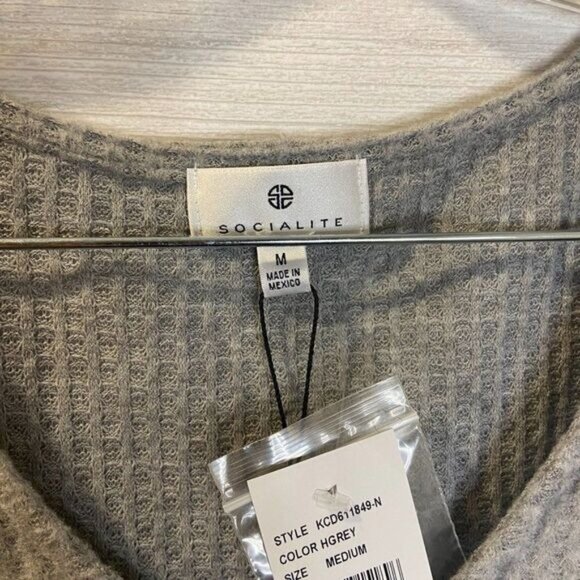 SOCIALITE
M
MADE IN
MEXICO
STYLE KCD611849-N
COLOR HGREY
SIZE MEDIUM